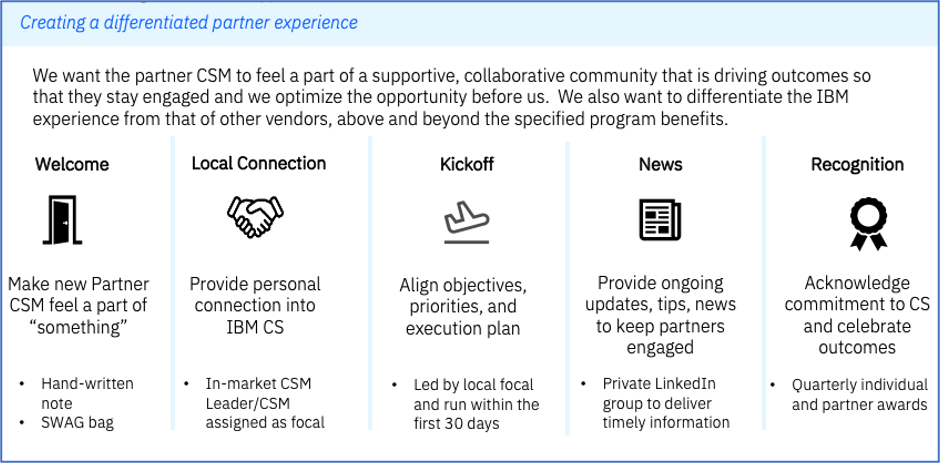 Creating a differentiated partner experience
We want the partner CSM to feel a part of a supportive, collaborative community that is driving outcomes so
that they stay engaged and we optimize the opportunity before us.  We also want to differentiate the IBM
experience from that of other vendors, above and beyond the specified program benefits.
Welcome
Make new Partner
CSM feel a part of
“something”
• Hand-written
note
• SWAG bag
Local Connection
Provide personal
connection into
IBM CS
• In-market CSM
Leader/CSM
assigned as focal
Kickoff
Align objectives,
priorities, and
execution plan
• Led by local focal
and run within the
first 30 days
News
Provide ongoing
updates, tips, news
to keep partners
engaged
• Private LinkedIn
group to deliver
timely information
Recognition
Acknowledge
commitment to CS
and celebrate
outcomes
• Quarterly individual
and partner awards